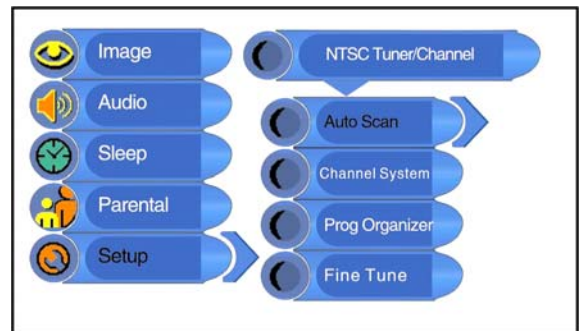 Image
Audio
Sleep
Parental
Setup
NTSC Tuner/Channel
Auto Scan
Channel System
Prog Organizer
Fine Tune